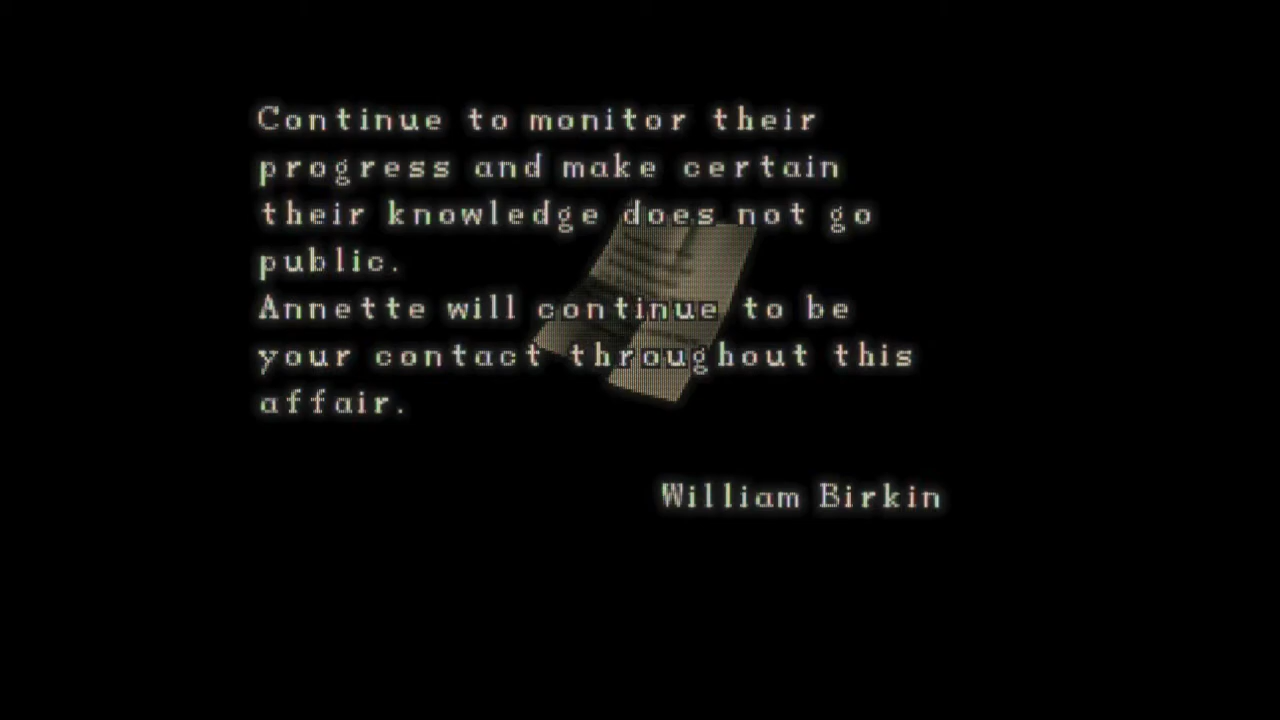 Continue to monitor their
progress and make certain
their knowledge does not go
public.
Annette will continue to be
your contact throughout this
affair.
William Birkin